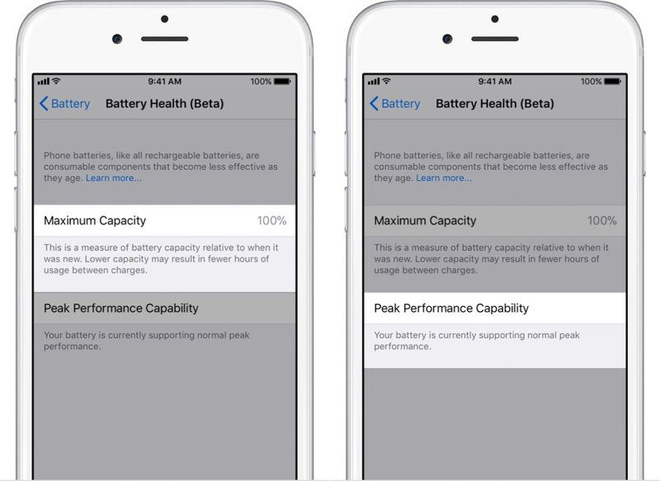 9:41 AM 100%
Battery Battery Health (Beta)
Phone batteries, like all rechargeable batteries, are
consumable components that become less effective as
they age. Learn more...
Maximum Capacity 100%
This is a measure of battery capacity relative to when it
was new. Lower capacity may result in fewer hours of
usage between charges.
Peak Performance Capability
Your battery is currently supporting normal peak
performance.
9:41 AM 100%
Battery Battery Health (Beta)
Phone batteries, like all rechargeable batteries, are
consumable components that become less effective as
they age. Learn more...
Maximum Capacity 100%
This is a measure of battery capacity relative to when it
was new. Lower capacity may result in fewer hours of
usage between charges.
Peak Performance Capability
Your battery is currently supporting normal peak
performance.